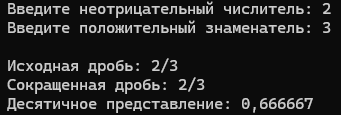 Введите неотрицательный числитель: 2
Введите положительный знаменатель: 3
Исходная дробь: 2/3
Сокращенная дробь: 2/3
Десятичное представление: 0,666667